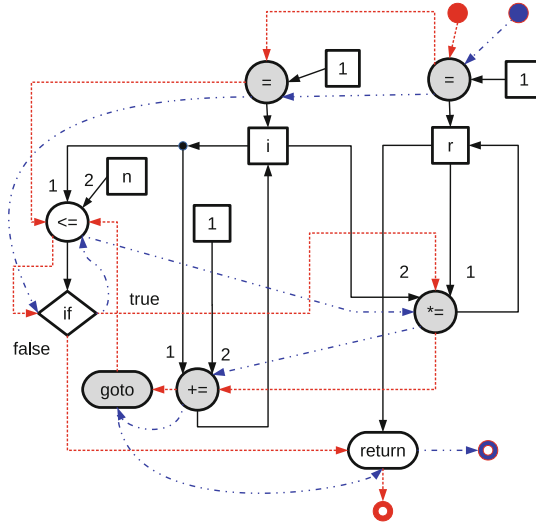 = 1 = 1
i r
n
1 2
<= 1
2 1
if true *=
false
1 2
goto +=
return